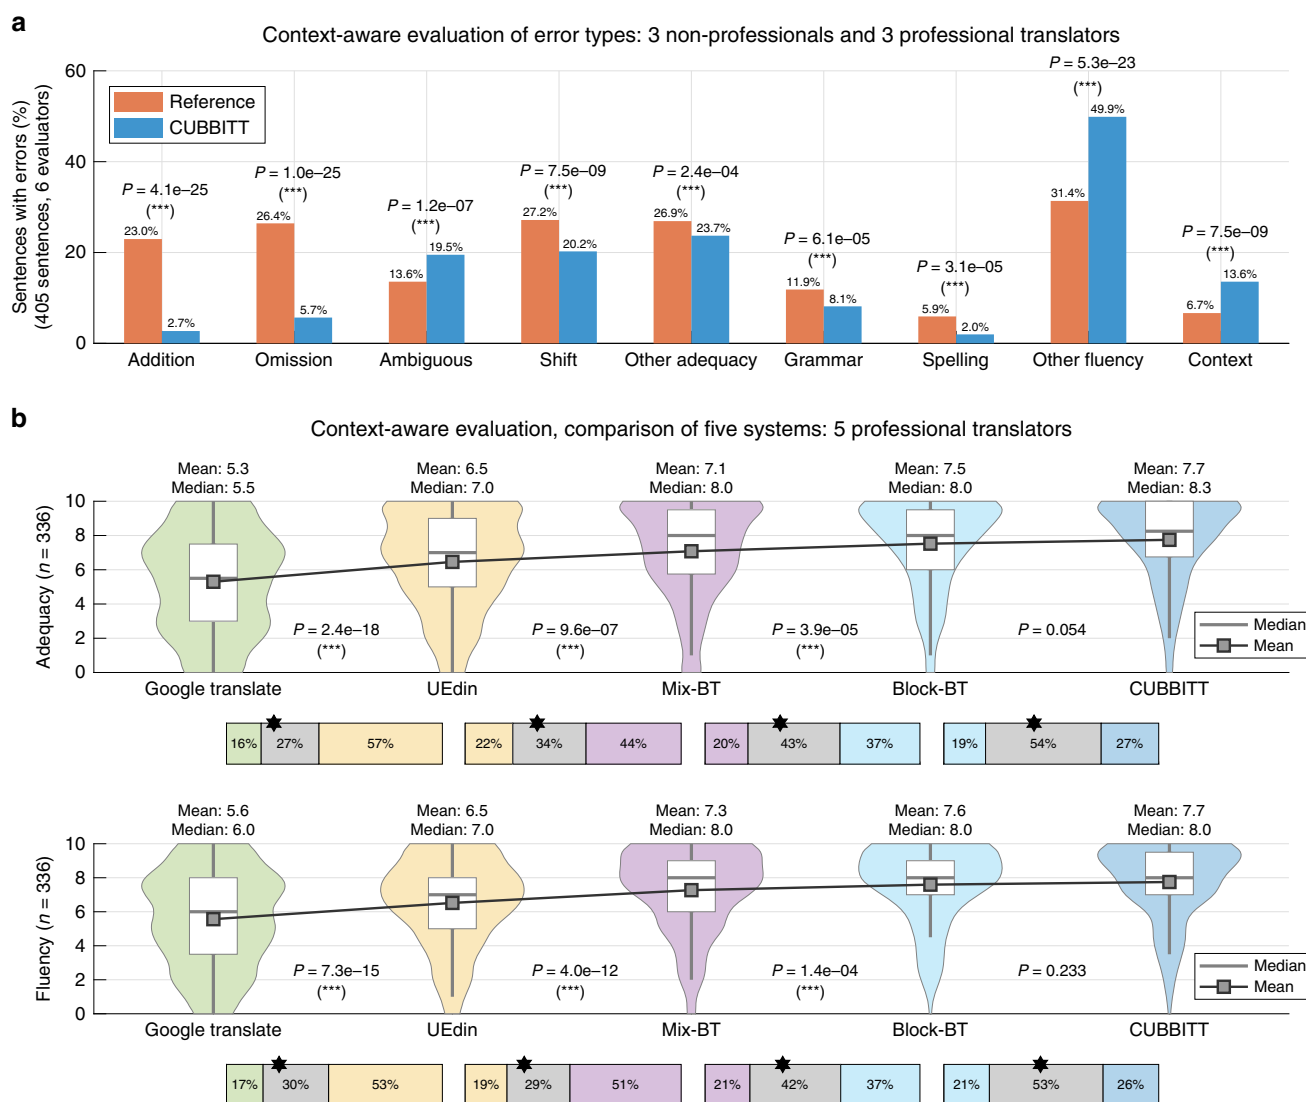 a
Context-aware evaluation of error types: 3 non-professionals and 3 professional translators
Sentences with errors (%)
(405 sentences, 6 evaluators)
60
40
20
0
Reference
CUBBITT
P = 4.1e–25
(***)
23.0%
2.7%
P = 1.0e–25
(***)
26.4%
5.7%
P = 1.2e–07
(***)
13.6%
19.5%
P = 7.5e–09
(***)
27.2%
20.2%
P = 2.4e–04
(***)
26.9%
23.7%
P = 6.1e–05
(***)
11.9%
8.1%
P = 3.1e–05
(***)
5.9%
2.0%
P = 5.3e–23
(***)
31.4%
49.9%
P = 7.5e–09
(***)
6.7%
13.6%
Addition Omission Ambiguous Shift Other adequacy Grammar Spelling Other fluency Context
b
Context-aware evaluation, comparison of five systems: 5 professional translators
Mean: 5.3 Mean: 6.5 Mean: 7.1 Mean: 7.5 Mean: 7.7
Median: 5.5 Median: 7.0 Median: 8.0 Median: 8.0 Median: 8.3
Adequacy (n = 336)
10
8
6
4
2
0
P = 2.4e–18 P = 9.6e–07 P = 3.9e–05 P = 0.054
(***) (***) (***)
Median
Mean
Google translate UEdin Mix-BT Block-BT CUBBITT
16% 27% 57% 22% 34% 44% 20% 43% 37% 19% 54% 27%
Mean: 5.6 Mean: 6.5 Mean: 7.3 Mean: 7.6 Mean: 7.7
Median: 6.0 Median: 7.0 Median: 8.0 Median: 8.0 Median: 8.0
Fluency (n = 336)
10
8
6
4
2
0
P = 7.3e–15 P = 4.0e–12 P = 1.4e–04 P = 0.233
(***) (***) (***)
Median
Mean
Google translate UEdin Mix-BT Block-BT CUBBITT
17% 30% 53% 19% 29% 51% 21% 42% 37% 21% 53% 26%